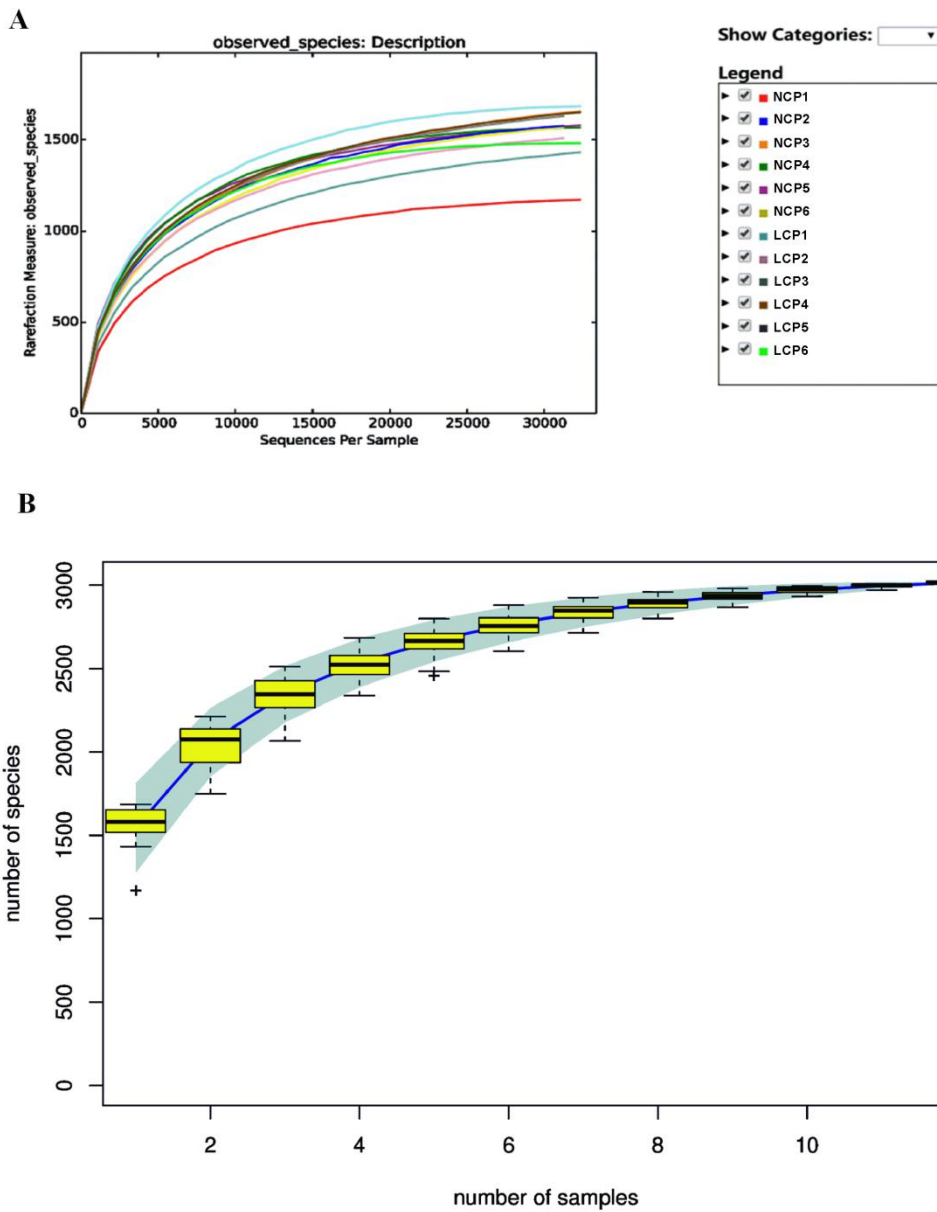 A
observed_species: Description
Rarefaction Measure: observed_species
1500
1000
500
0
0 5000 10000 15000 20000 25000 30000
Sequences Per Sample
Show Categories:
Legend
NCP1
NCP2
NCP3
NCP4
NCP5
NCP6
LCP1
LCP2
LCP3
LCP4
LCP5
LCP6
B
number of species
3000
2500
2000
1500
1000
500
0
2 4 6 8 10
number of samples